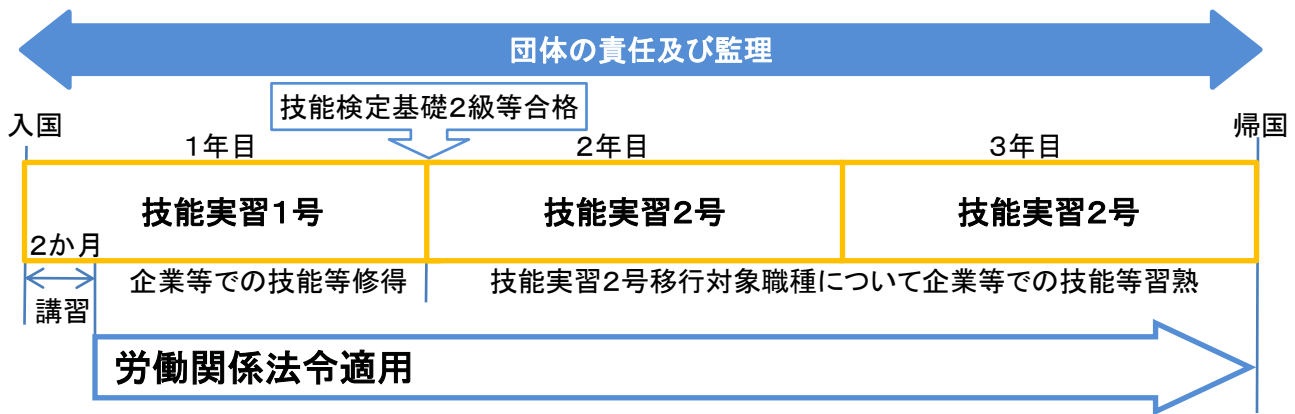 団体の責任及び監理
技能検定基礎2級等合格
入国
帰国
1年目
2年目
3年目
技能実習1号
技能実習2号
技能実習2号
2か月
企業等での技能等修得
技能実習2号移行対象職種について企業等での技能等習熟
講習
労働関係法令適用